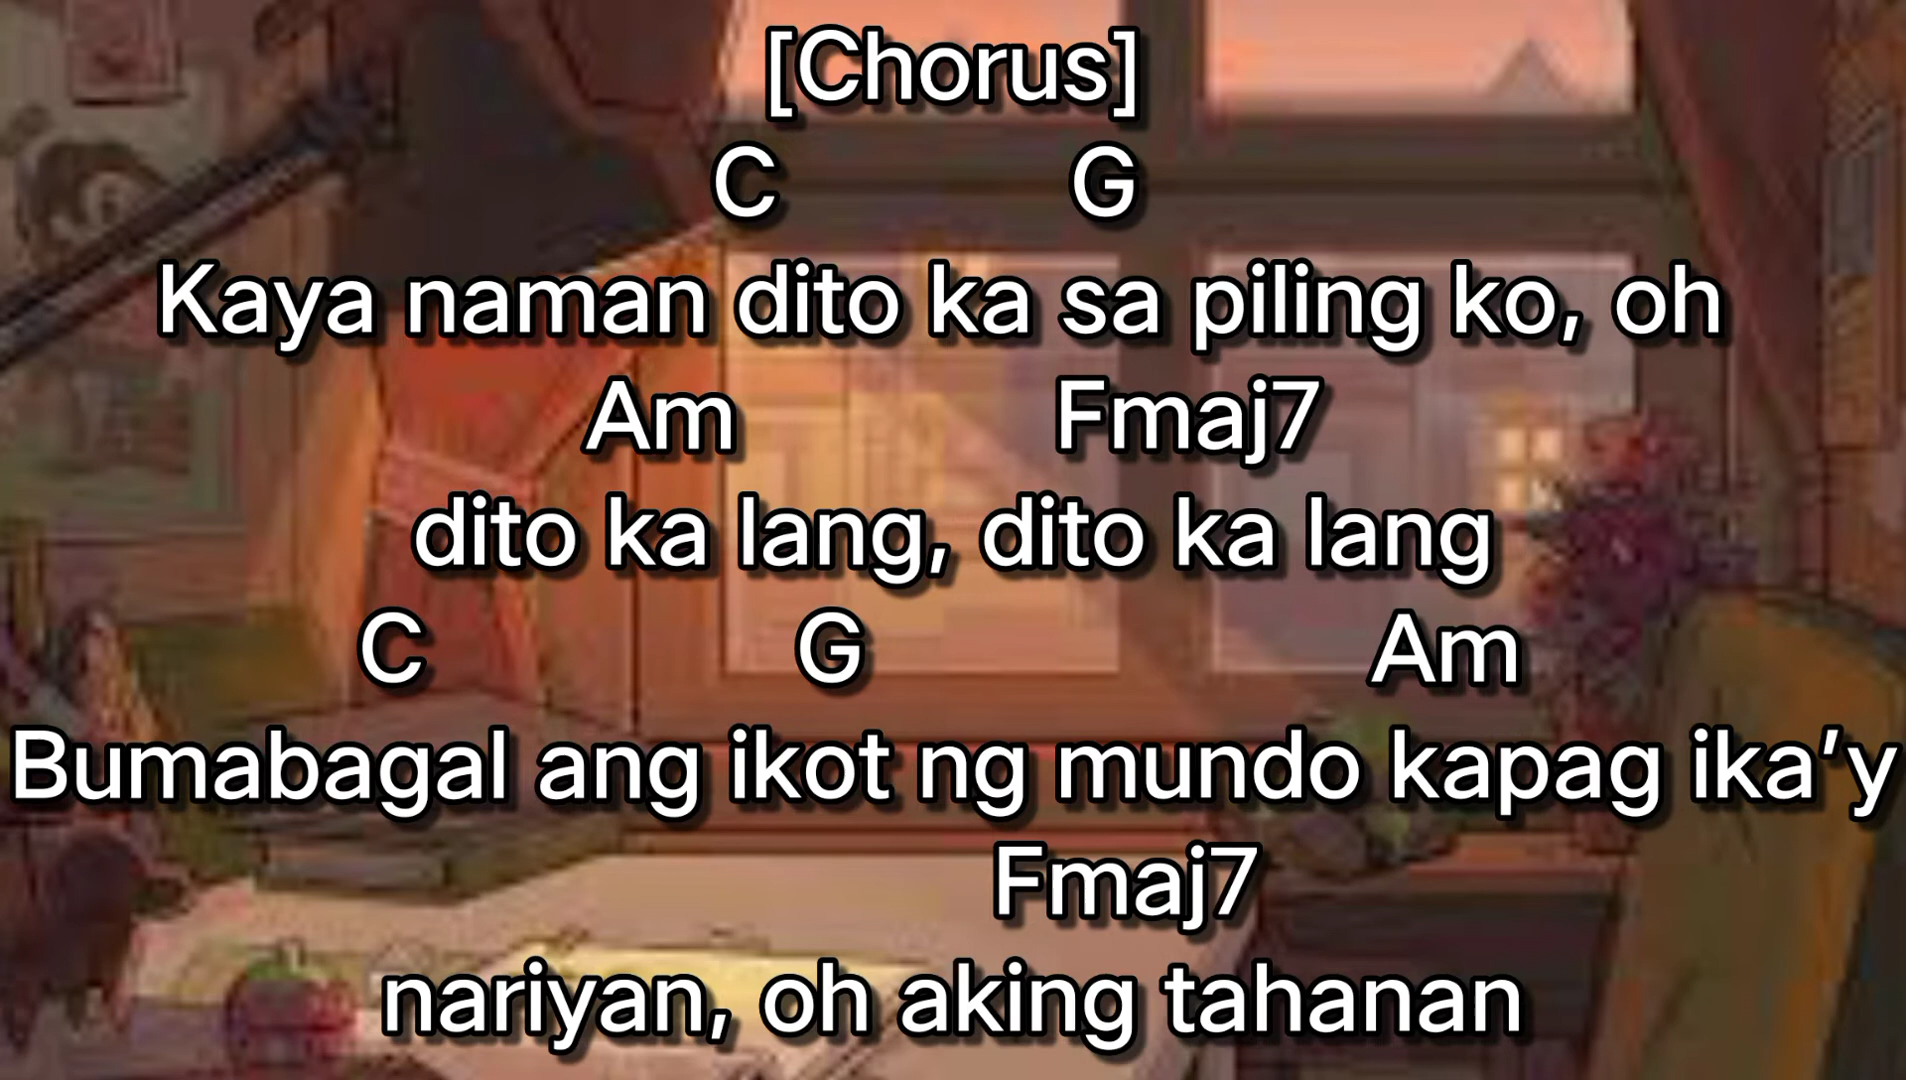 [Chorus]
C G
Kaya naman dito ka sa piling ko, oh
Am Fmaj7
dito ka lang, dito ka lang
C G Am
Bumabagal ang ikot ng mundo kapag ika’y
Fmaj7
nariyan, oh aking tahanan